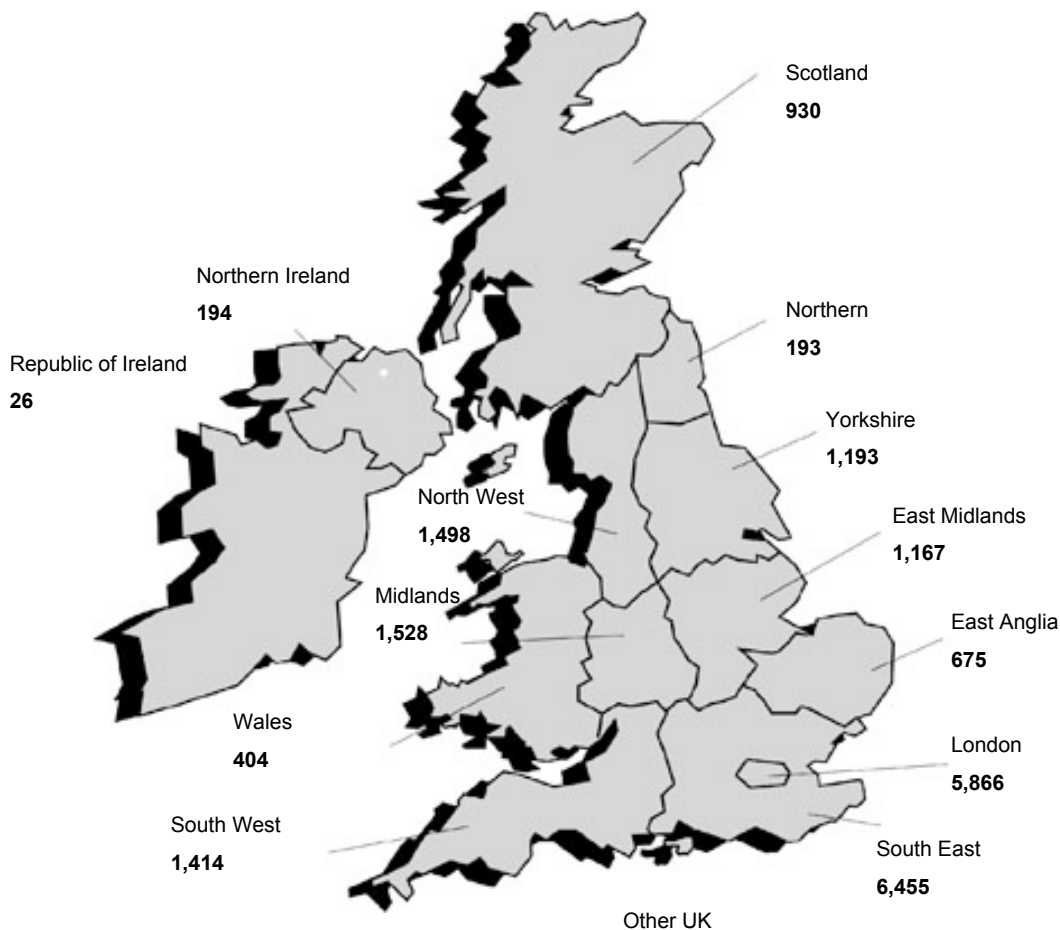 Scotland
930
Northern Ireland
194
Northern
193
Republic of Ireland
26
Yorkshire
1,193
North West
1,498
East Midlands
1,167
Midlands
1,528
East Anglia
675
Wales
404
London
5,866
South West
1,414
South East
6,455
Other UK